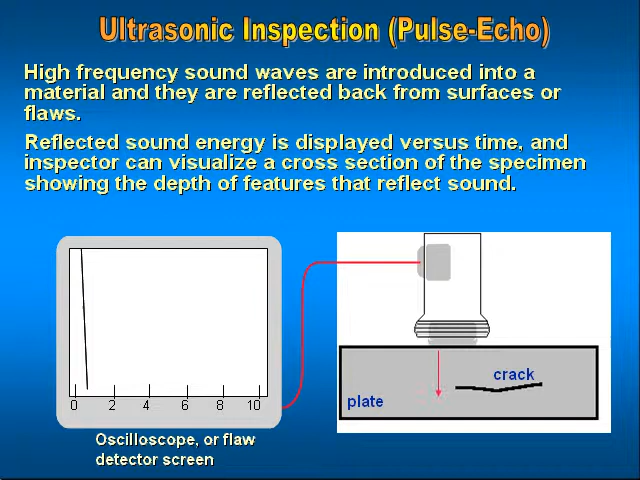 Ultrasonic Inspection (Pulse-Echo)
High frequency sound waves are introduced into a
material and they are reflected back from surfaces or
flaws.
Reflected sound energy is displayed versus time, and
inspector can visualize a cross section of the specimen
showing the depth of features that reflect sound.
crack
plate
0 2 4 6 8 10
Oscilloscope, or flaw
detector screen